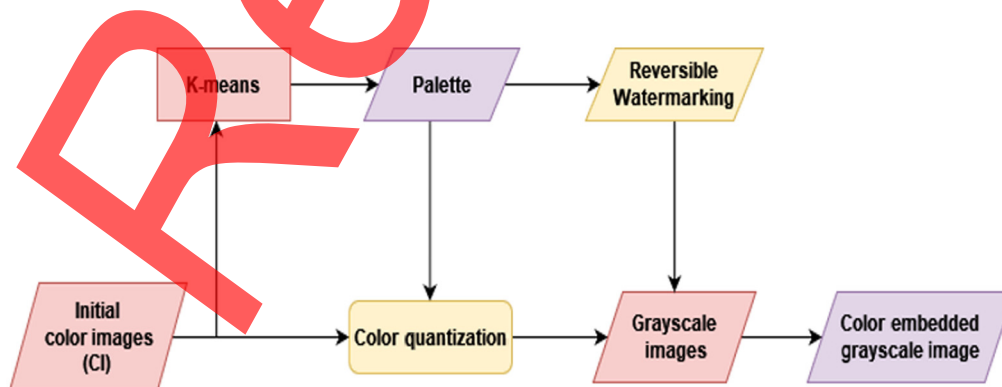 K-means
Palette
Reversible
Watermarking
Initial
color images
(CI)
Color quantization
Grayscale
images
Color embedded
grayscale image
Re